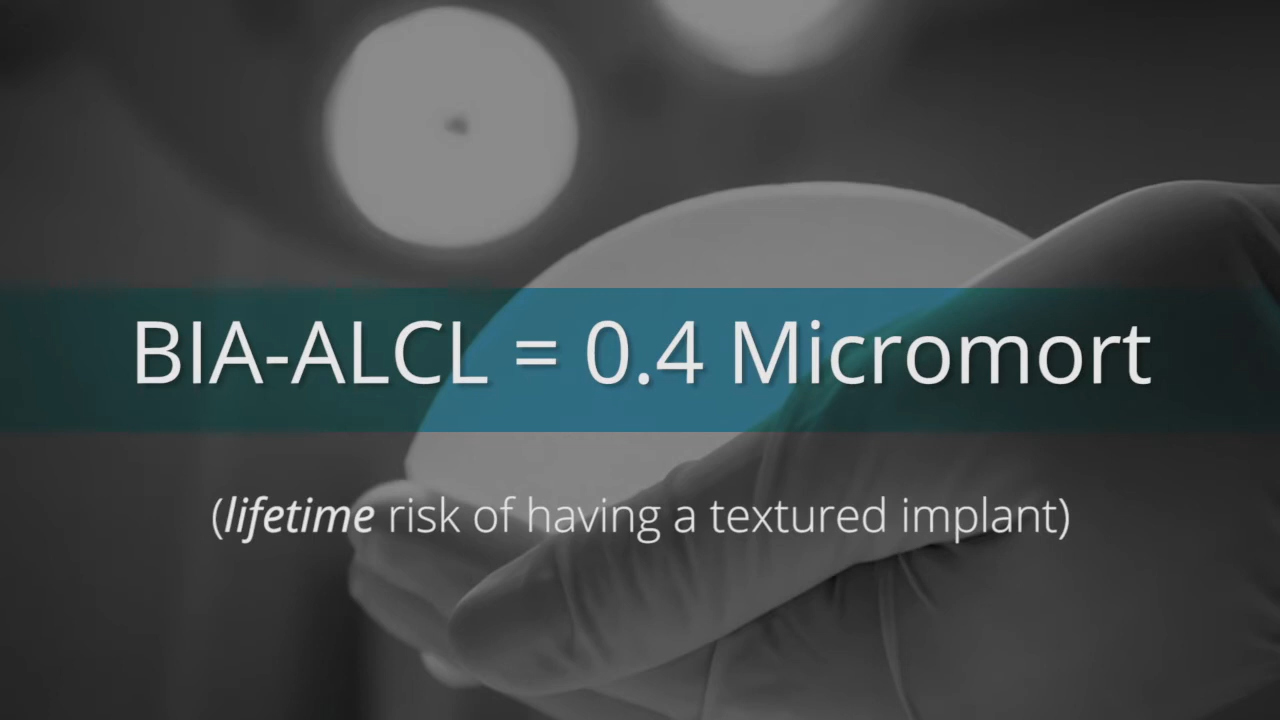 BIA-ALCL = 0.4 Micromort
(lifetime risk of having a textured implant)